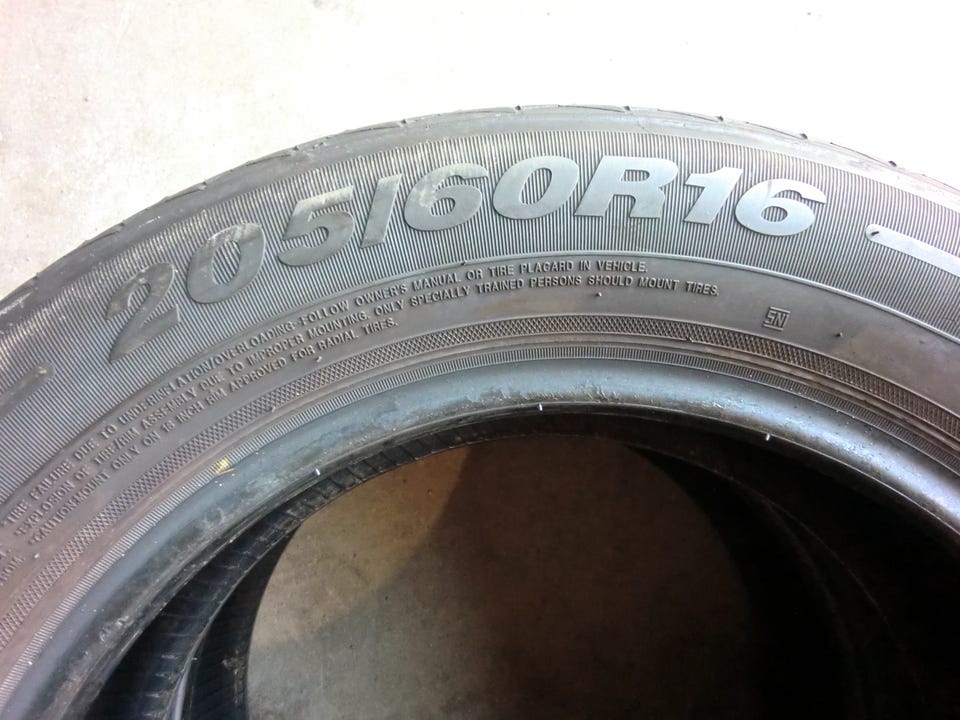 205/60R16
*TIRE FAILURE DUE TO UNDER-INFLATION/OVERLOADING-FOLLOW OWNER'S MANUAL OR TIRE PLACARD IN VEHICLE.
*EXPLOSION OF TIRE/RIM ASSEMBLY DUE TO IMPROPER MOUNTING, ONLY SPECIALLY TRAINED PERSONS SHOULD MOUNT TIRES.
*CAUTION:MOUNT ONLY ON 16 INCH RIM APPROVED FOR RADIAL TIRES.